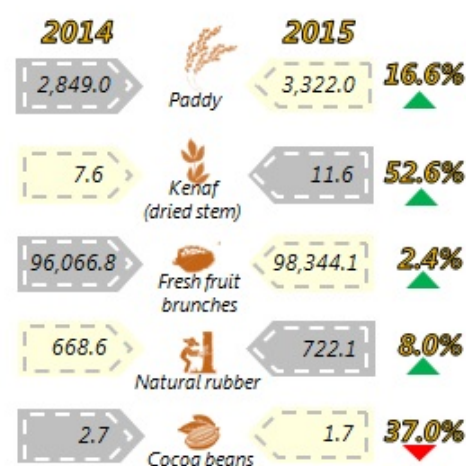 2014 2015
2,849.0 Paddy 3,322.0 16.6%
7.6 Kenaf 11.6 52.6%
(dried stem)
96,066.8 Fresh fruit 98,344.1 2.4%
brunches
668.6 Natural rubber 722.1 8.0%
2.7 Cocoa beans 1.7 37.0%